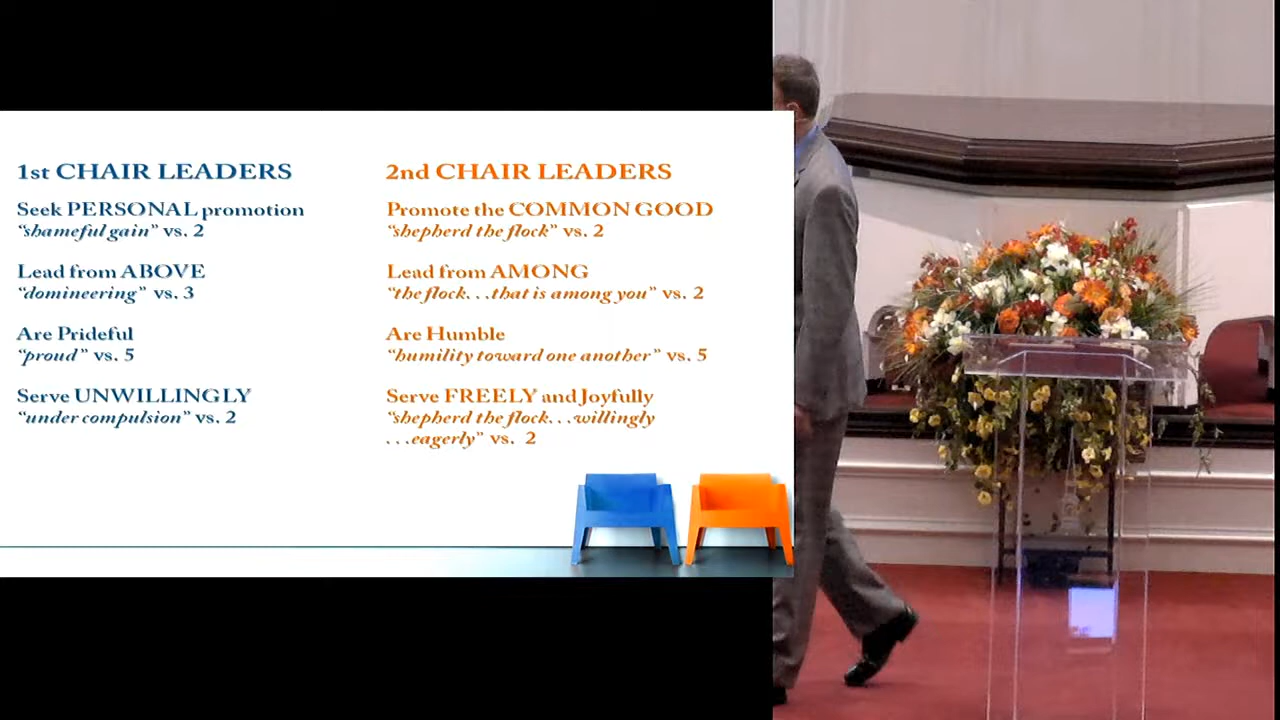 1st CHAIR LEADERS
Seek PERSONAL promotion
“shameful gain” vs. 2
Lead from ABOVE
“domineering” vs. 3
Are Prideful
“proud” vs. 5
Serve UNWILLINGLY
“under compulsion” vs. 2
2nd CHAIR LEADERS
Promote the COMMON GOOD
“shepherd the flock” vs. 2
Lead from AMONG
“the flock. . .that is among you” vs. 2
Are Humble
“humility toward one another” vs. 5
Serve FREELY and Joyfully
“shepherd the flock. . .willingly
. . .eagerly” vs. 2